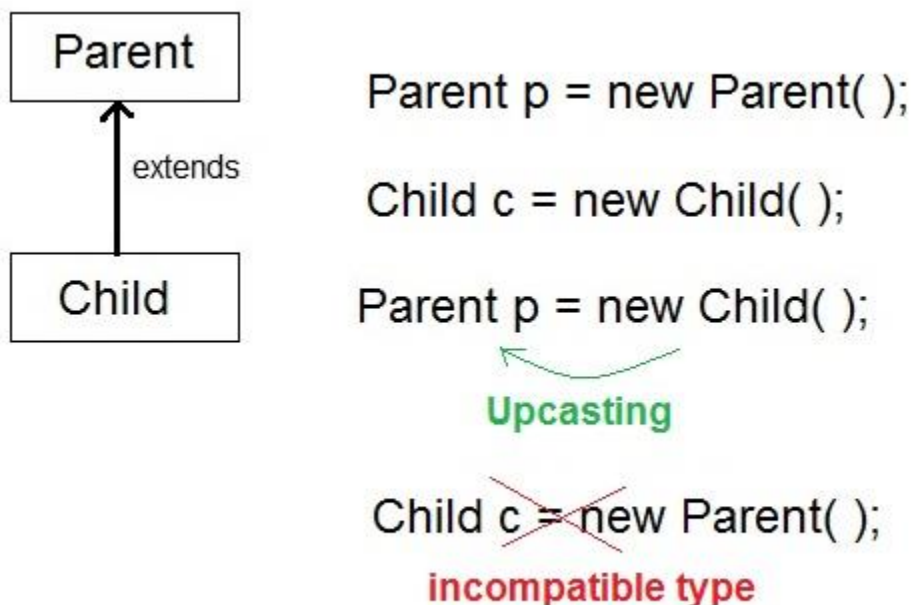 Parent
extends
Child
Parent p = new Parent( );
Child c = new Child( );
Parent p = new Child( );
Upcasting
Child c = new Parent( );
incompatible type